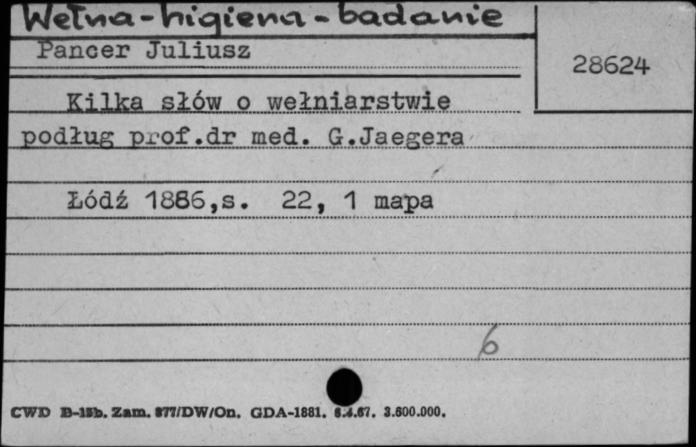 Wełna-higiena-badanie
Pancer Juliusz
28624
Kilka słów o wełniarstwie
podług prof.dr med. G.Jaegera
Łódź 1886,s. 22, 1 mapa
6
CWD B-15b. Zam. 877/DW/On. GDA-1881. 6.4.67. 3.600.000.